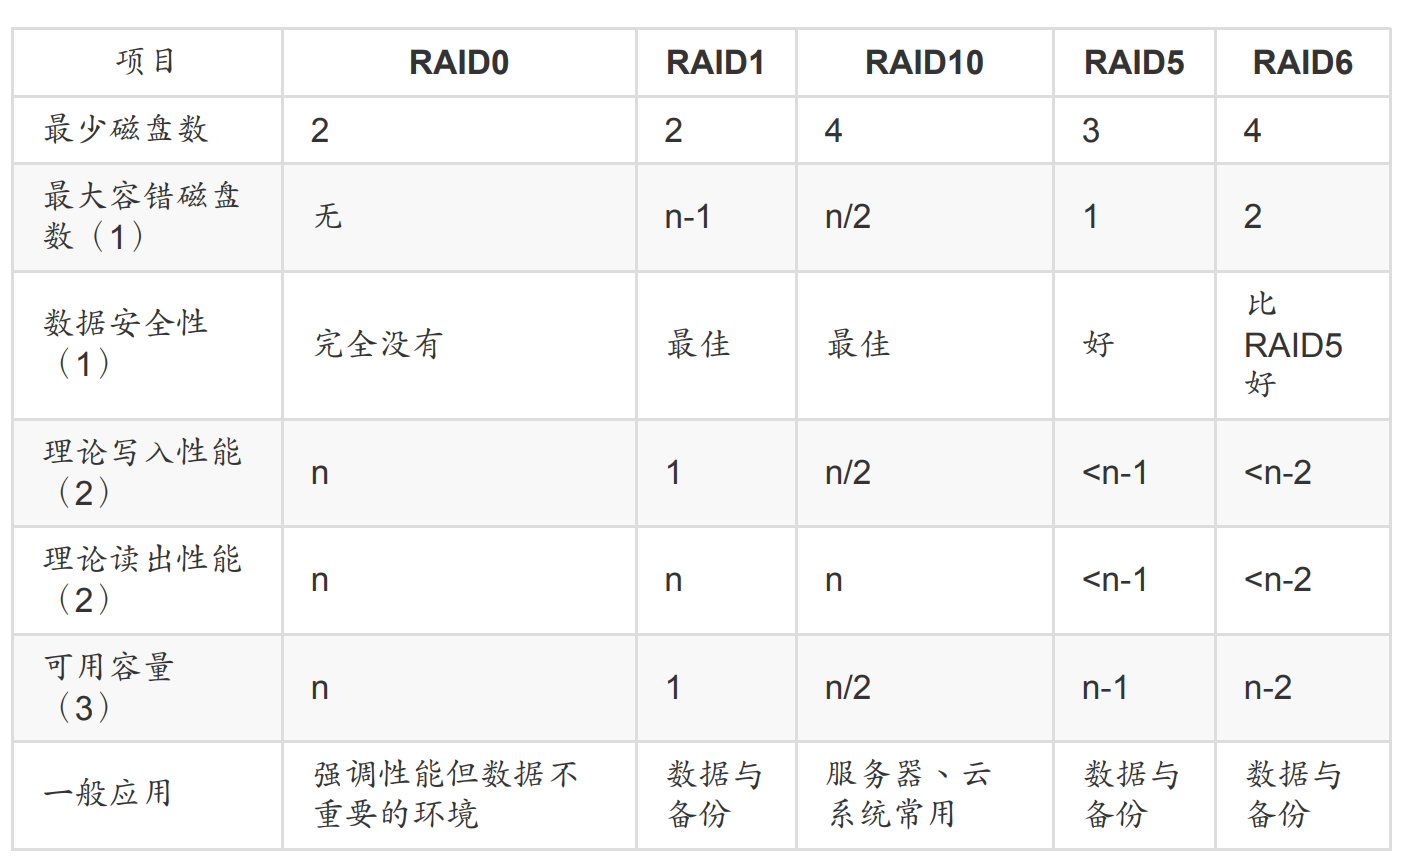 项目 RAID0 RAID1 RAID10 RAID5 RAID6
最少磁盘数 2 2 4 3 4
最大容错磁盘
数（1） 无 n-1 n/2 1 2
数据安全性
（1） 完全没有 最佳 最佳 好 比
RAID5
好
理论写入性能
（2） n 1 n/2 <n-1 <n-2
理论读出性能
（2） n n n <n-1 <n-2
可用容量
（3） n 1 n/2 n-1 n-2
一般应用 强调性能但数据不
重要的环境 数据与
备份 服务器、云
系统常用 数据与
备份 数据与
备份